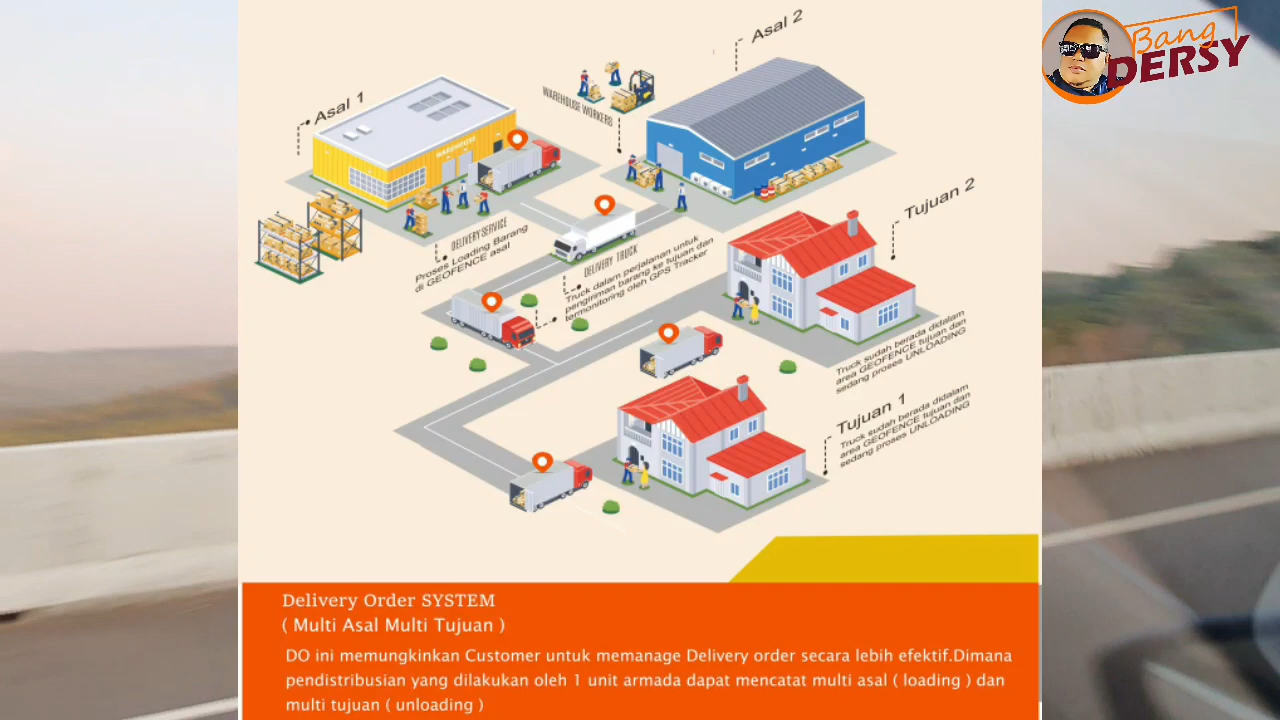 Bang
DERSY
Asal 2
Asal 1
WAREHOUSE WORKERS
WAREHOUSE
Tujuan 2
DELIVERY SERVICE
Proses Loading Barang
di GEOFENCE asal
DELIVERY TRUCK
Truck dalam perjalanan untuk
pengiriman barang ke tujuan dan
termonitoring oleh GPS Tracker
Truck sudah berada didalam
area GEOFENCE tujuan dan
sedang proses UNLOADING
Tujuan 1
Truck sudah berada didalam
area GEOFENCE tujuan dan
sedang proses UNLOADING
Delivery Order SYSTEM
( Multi Asal Multi Tujuan )
DO ini memungkinkan Customer untuk memanage Delivery order secara lebih efektif.Dimana
pendistribusian yang dilakukan oleh 1 unit armada dapat mencatat multi asal ( loading ) dan
multi tujuan ( unloading )